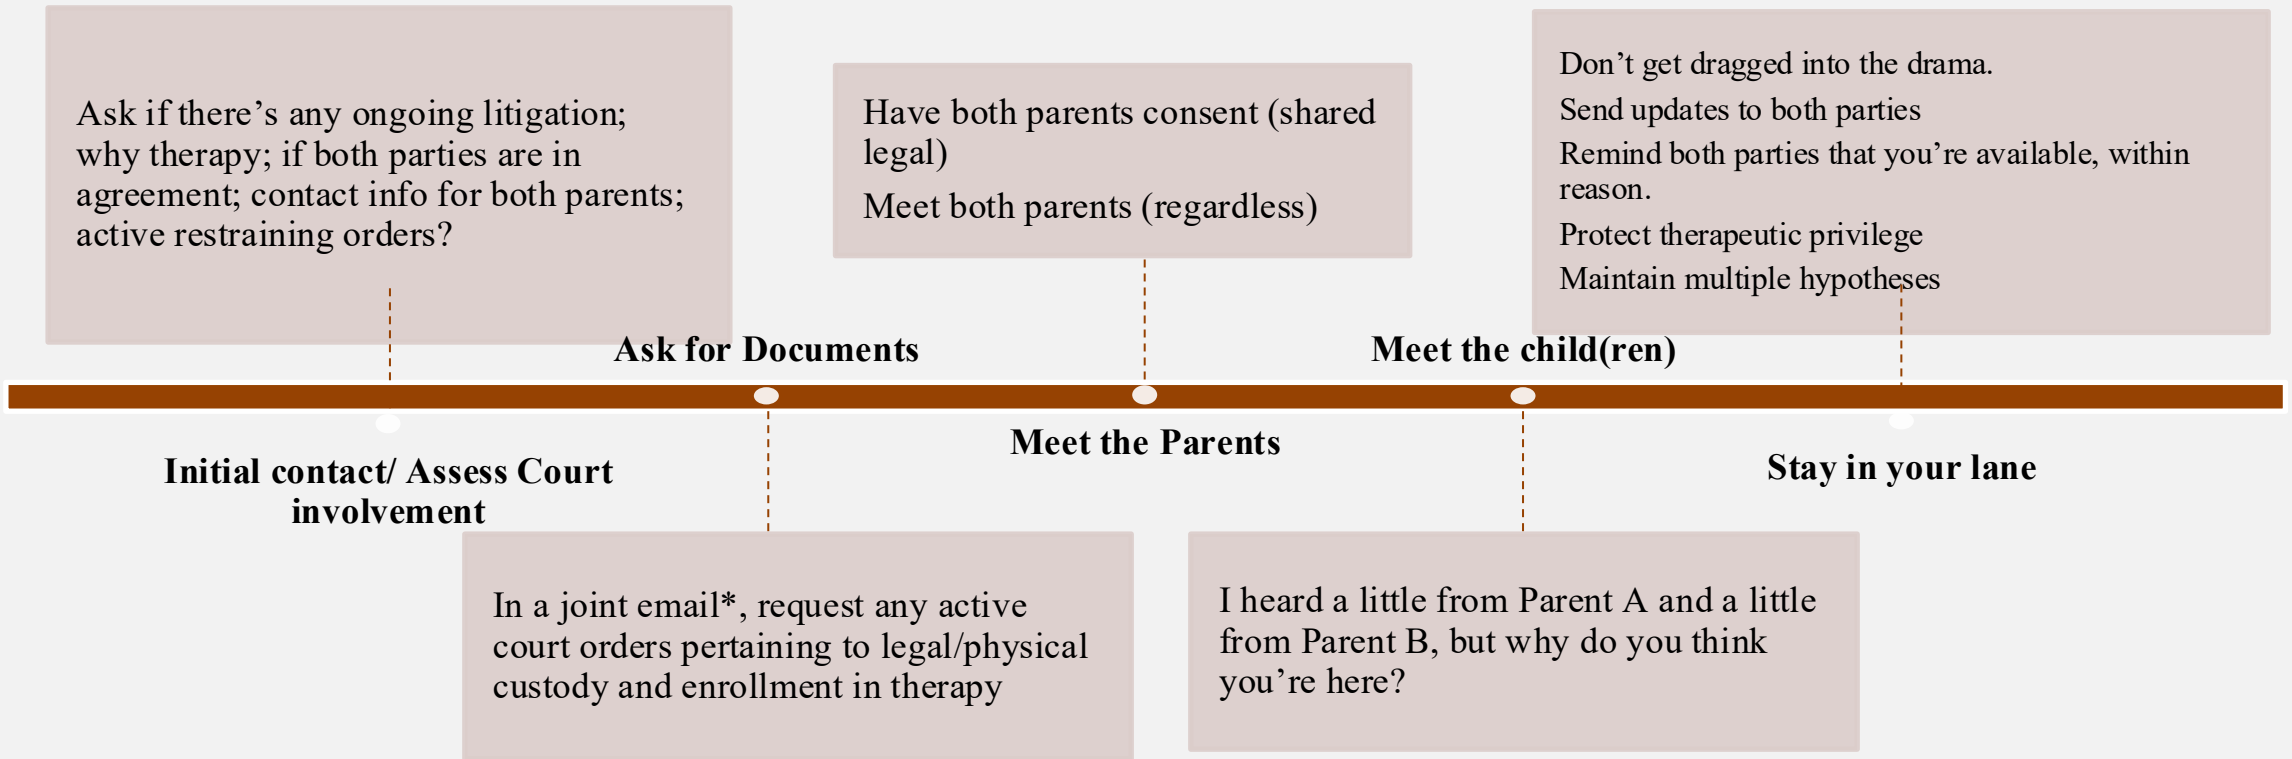 Ask if there’s any ongoing litigation;
why therapy; if both parties are in
agreement; contact info for both parents;
active restraining orders?
Initial contact/ Assess Court
involvement
Ask for Documents
In a joint email*, request any active
court orders pertaining to legal/physical
custody and enrollment in therapy
Have both parents consent (shared
legal)
Meet both parents (regardless)
Meet the Parents
Meet the child(ren)
I heard a little from Parent A and a little
from Parent B, but why do you think
you’re here?
Don’t get dragged into the drama.
Send updates to both parties
Remind both parties that you’re available, within
reason.
Protect therapeutic privilege
Maintain multiple hypotheses
Stay in your lane